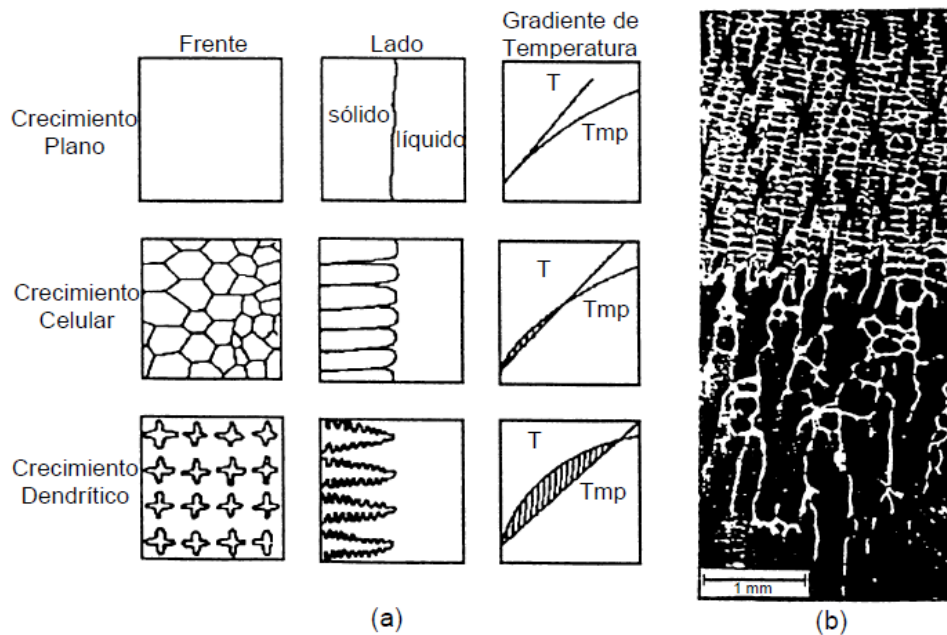 Frente
Lado
Gradiente de
Temperatura
Crecimiento
Plano
sólido
líquido
T
Tmp
Crecimiento
Celular
T
Tmp
Crecimiento
Dendrítico
T
Tmp
1 mm
(a)
(b)